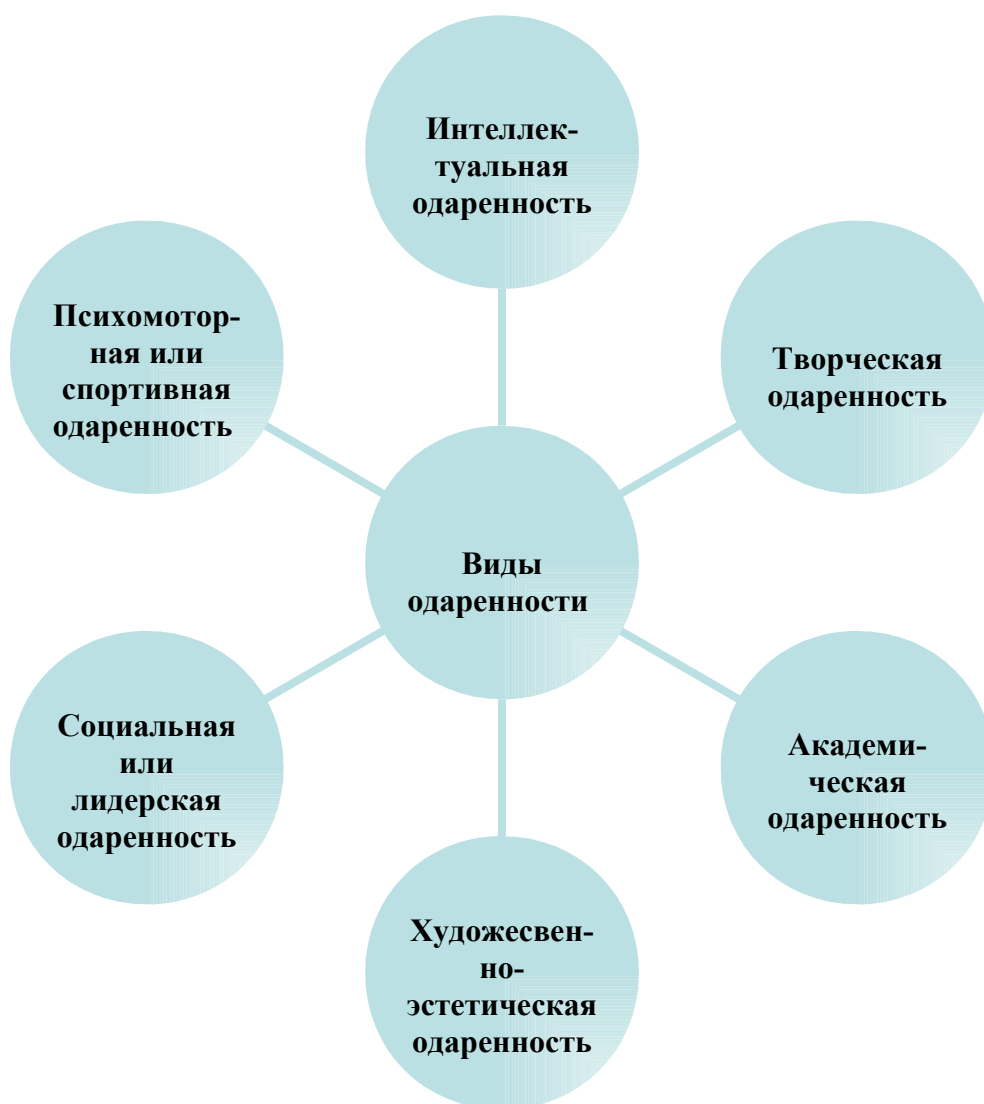 Интеллек-
туальная
одаренность
Психомотор-
ная или
спортивная
одаренность
Творческая
одаренность
Виды
одаренности
Социальная
или
лидерская
одаренность
Академи-
ческая
одаренность
Художесвен-
но-
эстетическая
одаренность